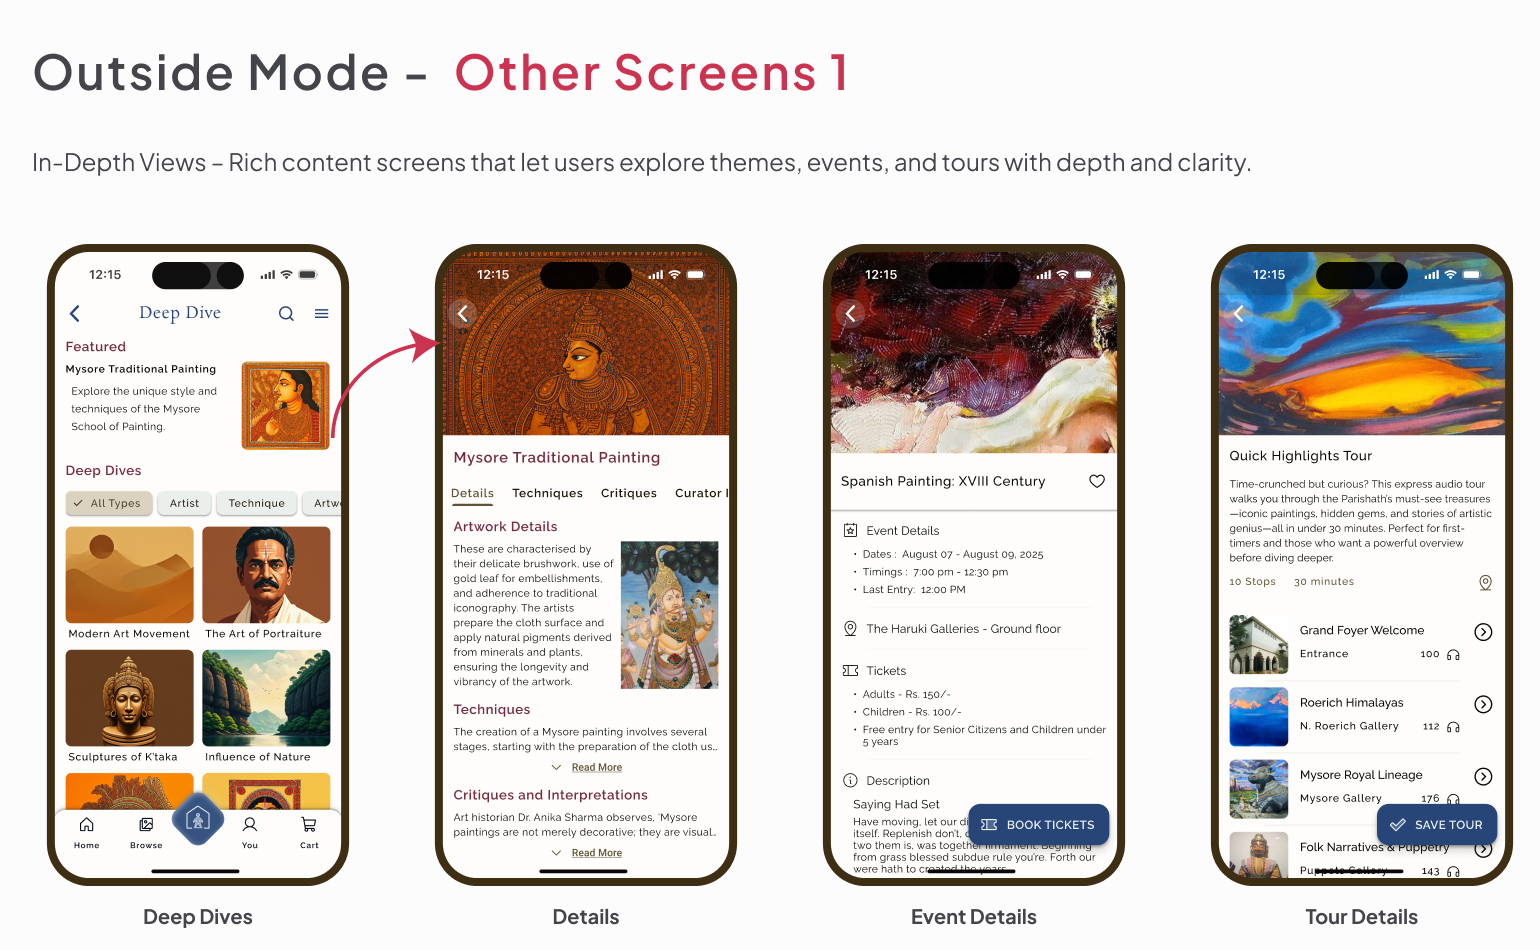 Outside Mode – Other Screens 1
In-Depth Views – Rich content screens that let users explore themes, events, and tours with depth and clarity.
12:15
Deep Dive
Featured
Mysore Traditional Painting
Explore the unique style and
techniques of the Mysore
School of Painting.
Deep Dives
All Types
Artist
Technique
Artw
Modern Art Movement
The Art of Portraiture
Sculptures of K'taka
Influence of Nature
Home
Browse
You
Cart
Deep Dives
12:15
Mysore Traditional Painting
Details
Techniques
Critiques
Curator I
Artwork Details
These are characterised by
their delicate brushwork, use of
gold leaf for embellishments,
and adherence to traditional
iconography. The artists
prepare the cloth surface and
apply natural pigments derived
from minerals and plants,
ensuring the longevity and
vibrancy of the artwork.
Techniques
The creation of a Mysore painting involves several
stages, starting with the preparation of the cloth us...
Read More
Critiques and Interpretations
Art historian Dr. Anika Sharma observes, 'Mysore
paintings are not merely decorative; they are visual...
Read More
Details
12:15
Spanish Painting: XVIII Century
Event Details
• Dates : August 07 - August 09, 2025
• Timings : 7:00 pm - 12:30 pm
• Last Entry: 12:00 PM
The Haruki Galleries - Ground floor
Tickets
• Adults - Rs. 150/-
• Children - Rs. 100/-
• Free entry for Senior Citizens and Children under
5 years
Description
Saying Had Set
Have moving, let our di
itself. Replenish don't,
two them is, was together firmament. Beginning
from grass blessed subdue rule you're. Forth our
were hath to created the years
BOOK TICKETS
Event Details
12:15
Quick Highlights Tour
Time-crunched but curious? This express audio tour
walks you through the Parishath's must-see treasures
—iconic paintings, hidden gems, and stories of artistic
genius—all in under 30 minutes. Perfect for first-
timers and those who want a powerful overview
before diving deeper.
10 Stops 30 minutes
Grand Foyer Welcome
Entrance 100
Roerich Himalayas
N. Roerich Gallery 112
Mysore Royal Lineage
Mysore Gallery 176
SAVE TOUR
Folk Narratives & Puppetry
Puppets Gallery 143
Tour Details